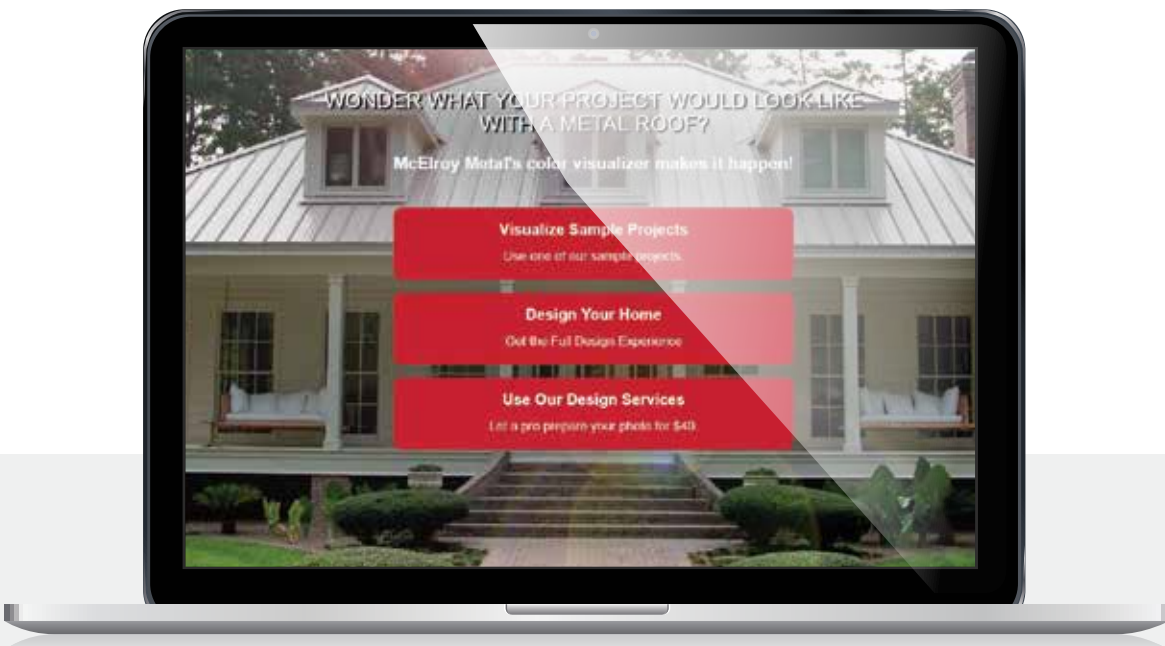 WONDER WHAT YOUR PROJECT WOULD LOOK LIKE
WITH A METAL ROOF?
McElroy Metal's color visualizer makes it happen!
Visualize Sample Projects
Use one of our sample projects.
Design Your Home
Get the Full Design Experience
Use Our Design Services
Let a pro prepare your photo for